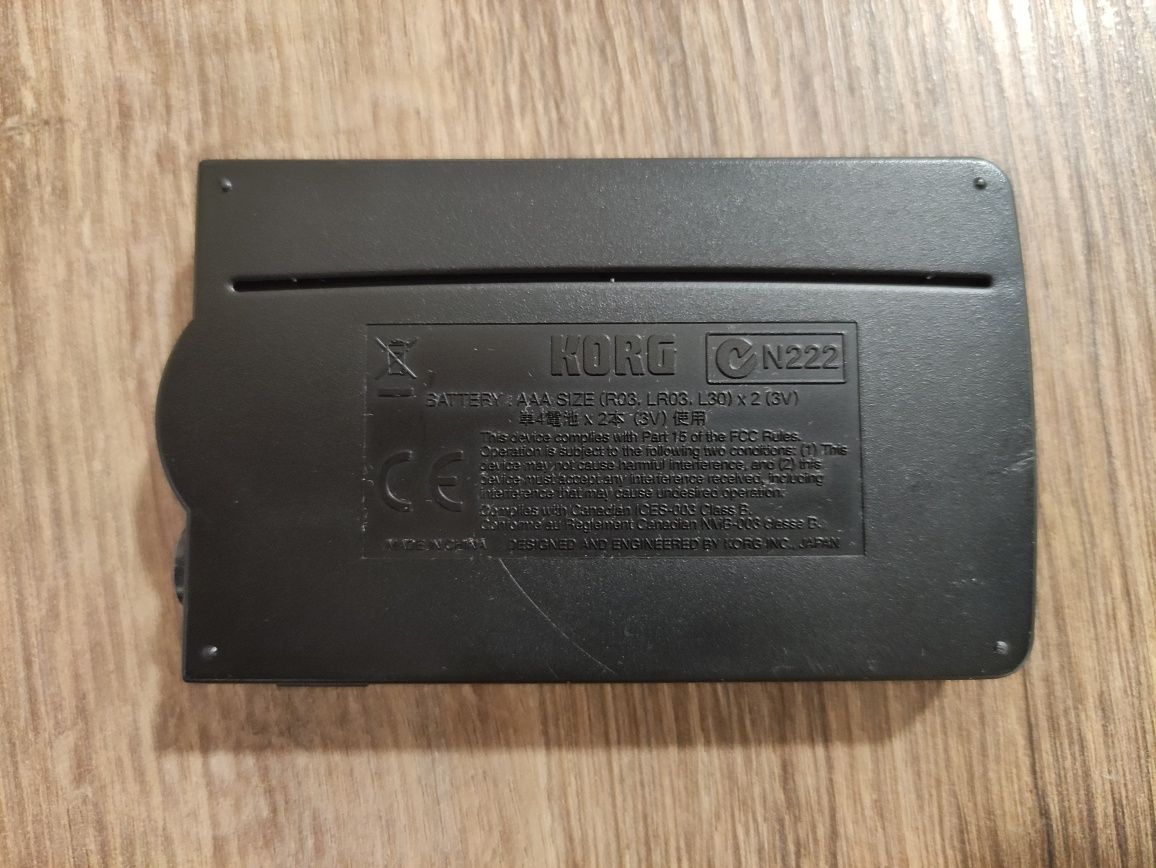 KORG
N222
BATTERY : AAA SIZE (R03, LR03, L30) x 2 (3V)
単4電池 x 2本 (3V) 使用
This device complies with Part 15 of the FCC Rules.
Operation is subject to the following two conditions: (1) This
device may not cause harmful interference, and (2) this
device must accept any interference received, including
interference that may cause undesired operation.
Complies with Canadian ICES-003 Class B.
Conforme au Règlement Canadien NMB-003 classe B.
CE
MADE IN CHINA DESIGNED AND ENGINEERED BY KORG INC., JAPAN